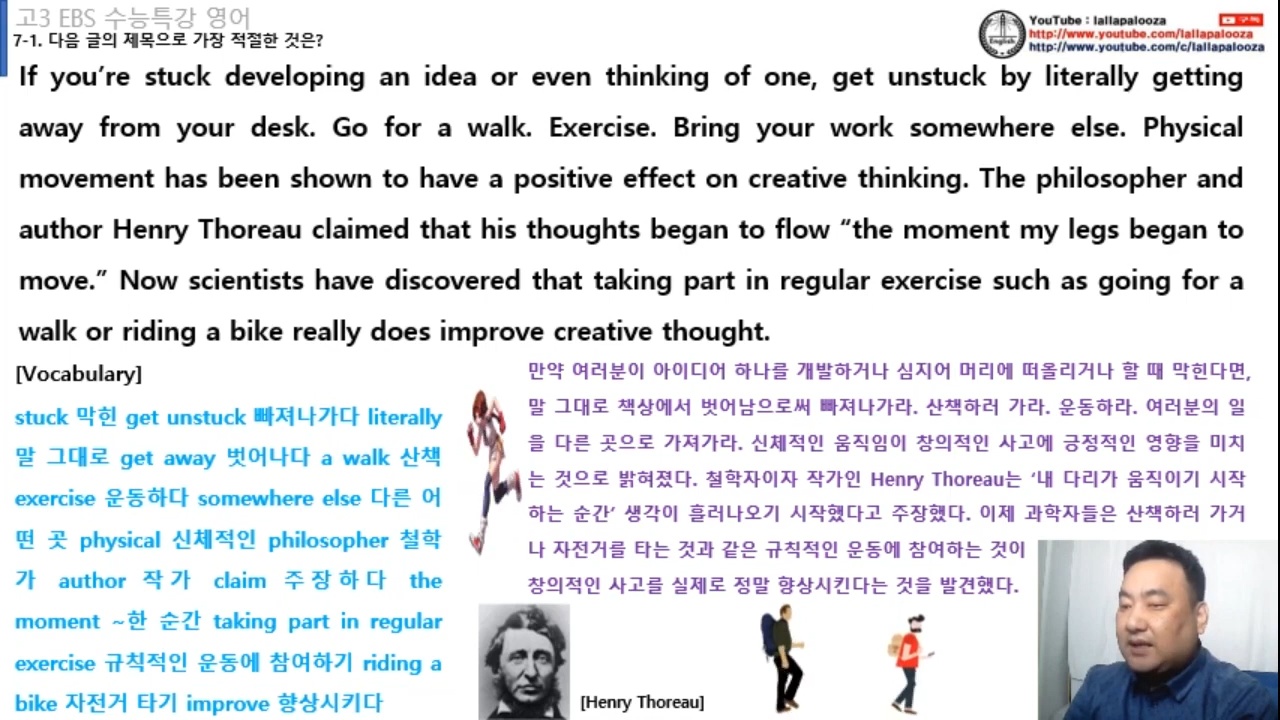 고3 EBS 수능특강 영어
7-1. 다음 글의 제목으로 가장 적절한 것은?
YouTube : lallapalooza
구독
http://www.youtube.com/lallapalooza
http://www.youtube.com/c/lallapalooza
English
If you’re stuck developing an idea or even thinking of one, get unstuck by literally getting
away from your desk. Go for a walk. Exercise. Bring your work somewhere else. Physical
movement has been shown to have a positive effect on creative thinking. The philosopher and
author Henry Thoreau claimed that his thoughts began to flow “the moment my legs began to
move.” Now scientists have discovered that taking part in regular exercise such as going for a
walk or riding a bike really does improve creative thought.
[Vocabulary]
stuck 막힌 get unstuck 빠져나가다 literally
말 그대로 get away 벗어나다 a walk 산책
exercise 운동하다 somewhere else 다른 어
떤 곳 physical 신체적인 philosopher 철학
가 author 작가 claim 주장하다 the
moment ~한 순간 taking part in regular
exercise 규칙적인 운동에 참여하기 riding a
bike 자전거 타기 improve 향상시키다
만약 여러분이 아이디어 하나를 개발하거나 심지어 머리에 떠올리거나 할 때 막힌다면,
말 그대로 책상에서 벗어남으로써 빠져나가라. 산책하러 가라. 운동하라. 여러분의 일
을 다른 곳으로 가져가라. 신체적인 움직임이 창의적인 사고에 긍정적인 영향을 미치
는 것으로 밝혀졌다. 철학자이자 작가인 Henry Thoreau는 ‘내 다리가 움직이기 시작
하는 순간’ 생각이 흘러나오기 시작했다고 주장했다. 이제 과학자들은 산책하러 가거
나 자전거를 타는 것과 같은 규칙적인 운동에 참여하는 것이
창의적인 사고를 실제로 정말 향상시킨다는 것을 발견했다.
[Henry Thoreau]